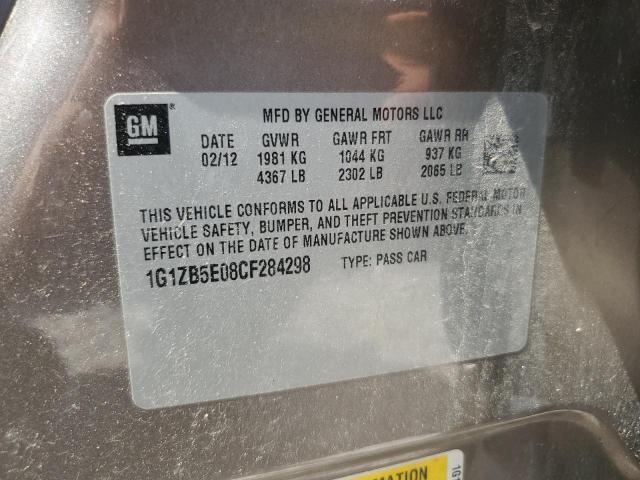 GM®
MFD BY GENERAL MOTORS LLC
DATE GVWR GAWR FRT GAWR RR
02/12 1981 KG 1044 KG 937 KG
4367 LB 2302 LB 2065 LB
THIS VEHICLE CONFORMS TO ALL APPLICABLE U.S. FEDERAL MOTOR
VEHICLE SAFETY, BUMPER, AND THEFT PREVENTION STANDARDS IN
EFFECT ON THE DATE OF MANUFACTURE SHOWN ABOVE.
1G1ZB5E08CF284298 TYPE: PASS CAR